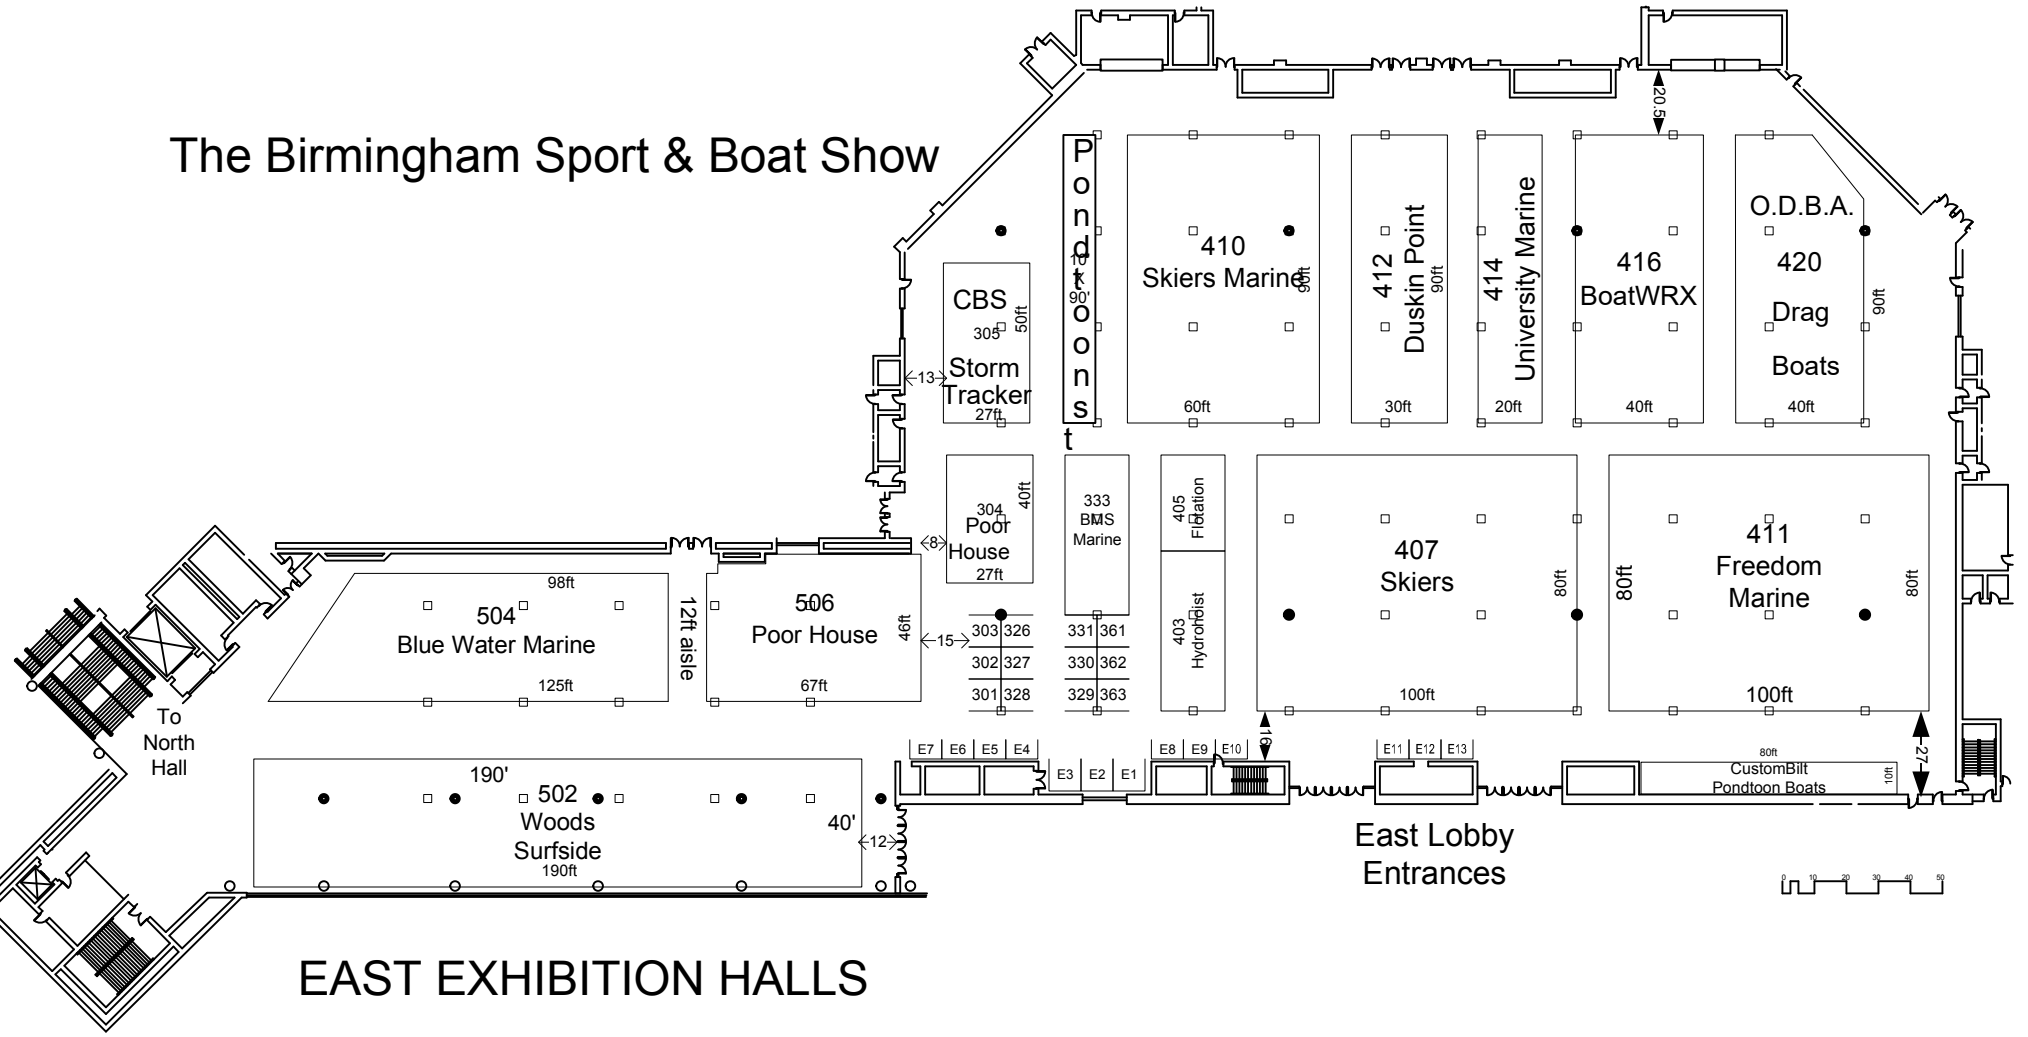 The Birmingham Sport & Boat Show
20.5
Pondtoons
t
10'
X
90'
CBS
305
50ft
Storm
Tracker
27ft
13
410
Skiers Marine
90ft
60ft
412
Duskin Point
90ft
30ft
414
University Marine
20ft
416
BoatWRX
40ft
O.D.B.A.
420
Drag
Boats
90ft
40ft
304
Poor
House
40ft
27ft
8
333
BMS
Marine
405
Flotation
403
Hydrohoist
407
Skiers
80ft
100ft
411
Freedom
Marine
80ft
80ft
100ft
98ft
504
Blue Water Marine
125ft
12ft aisle
506
Poor House
46ft
67ft
15
303 326
302 327
301 328
331 361
330 362
329 363
To
North
Hall
E7 E6 E5 E4
E3 E2 E1
E8 E9 E10
16
E11 E12 E13
80ft
CustomBilt
Pondtoon Boats
10ft
27
190'
502
Woods
Surfside
190ft
40'
12
East Lobby
Entrances
0 10 20 30 40 50
EAST EXHIBITION HALLS